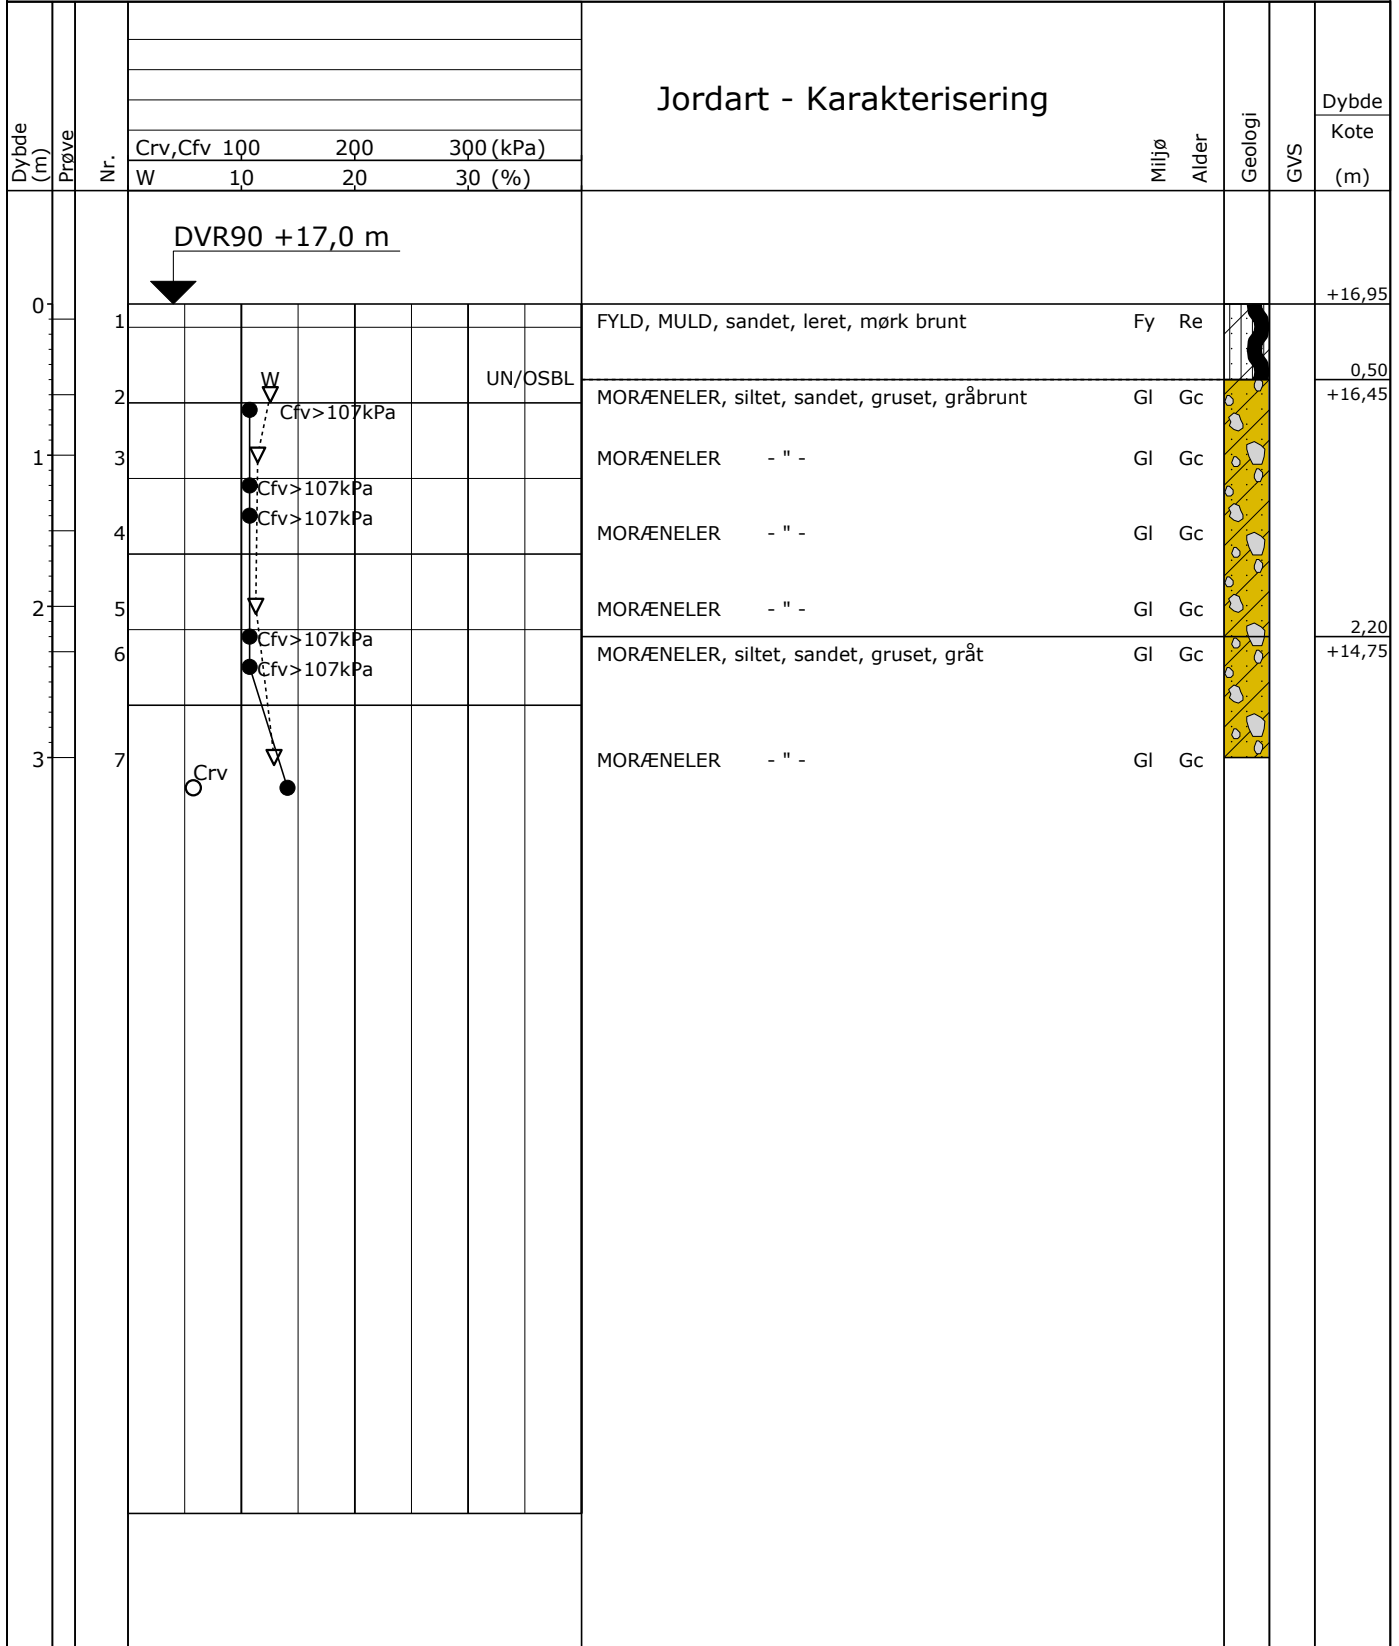 Jordart - Karakterisering
Dybde (m)
Prøve
Nr.
Crv,Cfv 100 200 300 (kPa)
W 10 20 30 (%)
Miljø
Alder
Geologi
GVS
Dybde
Kote
(m)
DVR90 +17,0 m
0 +16,95
1 FYLD, MULD, sandet, leret, mørk brunt Fy Re
W UN/OSBL 0,50
2 MORÆNELER, siltet, sandet, gruset, gråbrunt Gl Gc +16,45
Cfv>107kPa
1 3 MORÆNELER - " - Gl Gc
Cfv>107kPa
Cfv>107kPa
4 MORÆNELER - " - Gl Gc
2 5 MORÆNELER - " - Gl Gc
2,20
Cfv>107kPa
6 MORÆNELER, siltet, sandet, gruset, gråt Gl Gc +14,75
Cfv>107kPa
3 7 MORÆNELER - " - Gl Gc
Crv